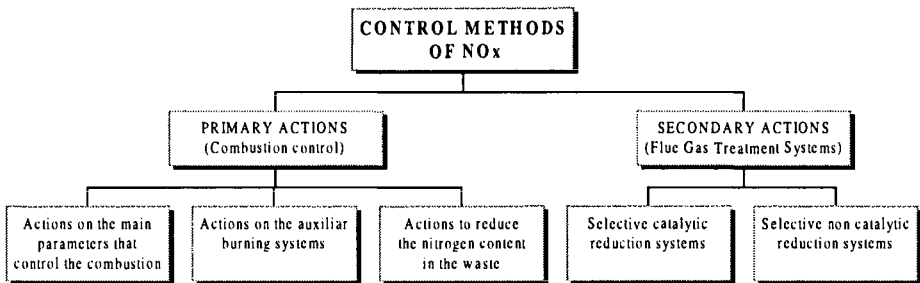 CONTROL METHODS
OF NOx
PRIMARY ACTIONS
(Combustion control)
SECONDARY ACTIONS
(Flue Gas Treatment Systems)
Actions on the main
parameters that
control the combustion
Actions on the auxiliar
burning systems
Actions to reduce
the nitrogen content
in the waste
Selective catalytic
reduction systems
Selective non catalytic
reduction systems